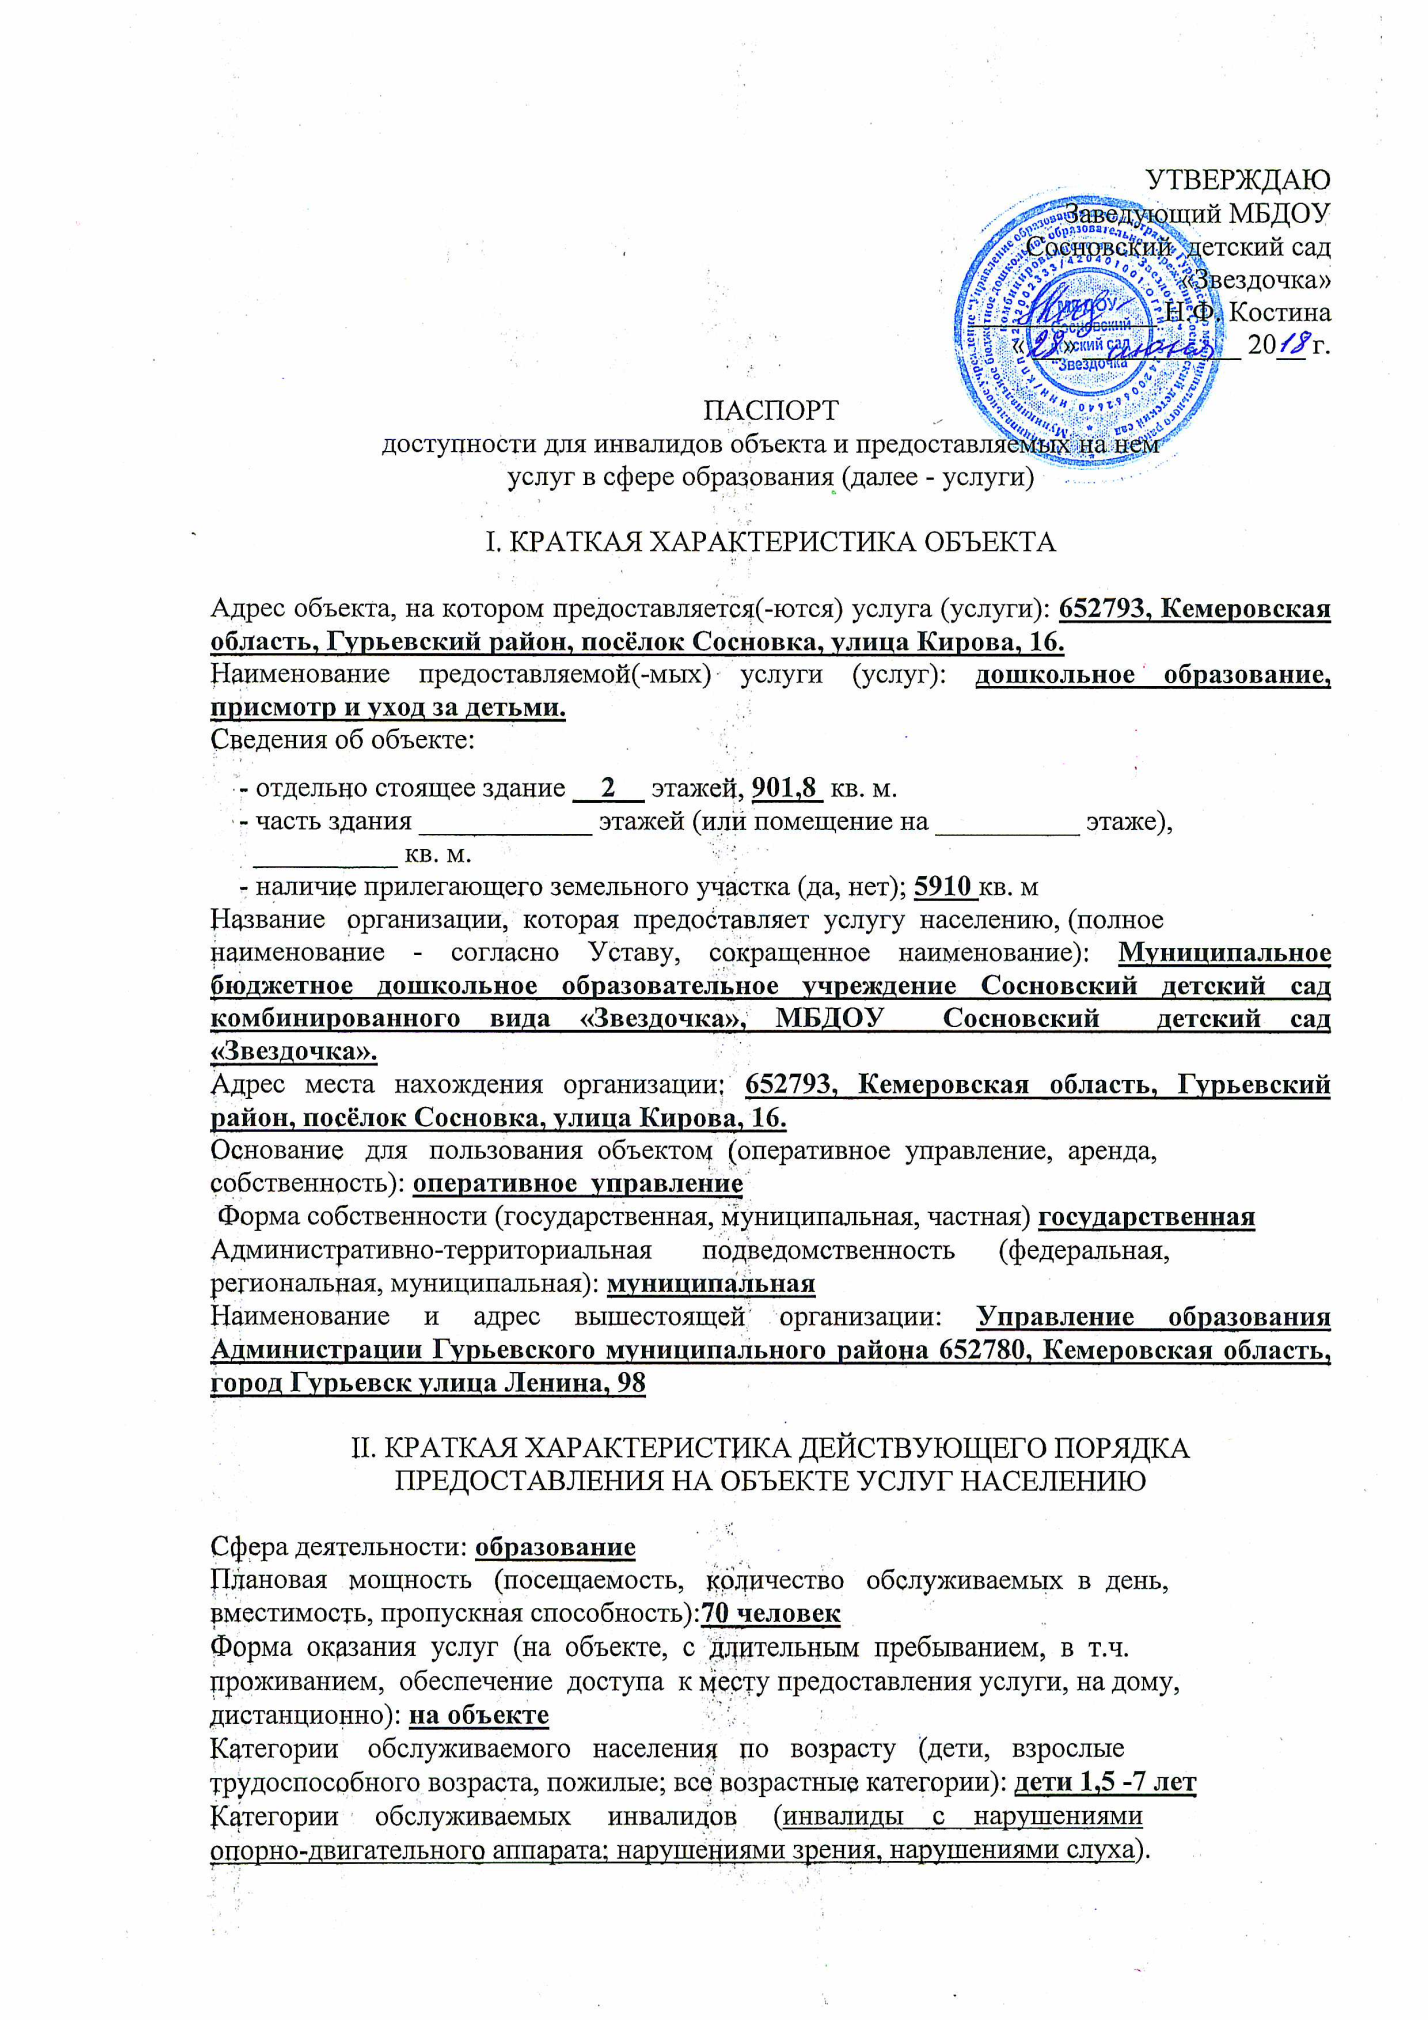 УТВЕРЖДАЮ
Заведующий МБДОУ
Сосновский детский сад
«Звездочка»
Н.Ф. Костина
«28» 2018 г.
МБДОУ
Сосновский
детский сад
"Звездочка"
ПАСПОРТ
доступности для инвалидов объекта и предоставляемых на нем
услуг в сфере образования (далее - услуги)
I. КРАТКАЯ ХАРАКТЕРИСТИКА ОБЪЕКТА
Адрес объекта, на котором предоставляется(-ются) услуга (услуги): 652793, Кемеровская
область, Гурьевский район, посёлок Сосновка, улица Кирова, 16.
Наименование предоставляемой(-мых) услуги (услуг): дошкольное образование,
присмотр и уход за детьми.
Сведения об объекте:
- отдельно стоящее здание __2__ этажей, 901,8 кв. м.
- часть здания ____________ этажей (или помещение на __________ этаже),
__________ кв. м.
- наличие прилегающего земельного участка (да, нет); 5910 кв. м
Название организации, которая предоставляет услугу населению, (полное
наименование - согласно Уставу, сокращенное наименование): Муниципальное
бюджетное дошкольное образовательное учреждение Сосновский детский сад
комбинированного вида «Звездочка», МБДОУ Сосновский детский сад
«Звездочка».
Адрес места нахождения организации: 652793, Кемеровская область, Гурьевский
район, посёлок Сосновка, улица Кирова, 16.
Основание для пользования объектом (оперативное управление, аренда,
собственность): оперативное управление
Форма собственности (государственная, муниципальная, частная) государственная
Административно-территориальная подведомственность (федеральная,
региональная, муниципальная): муниципальная
Наименование и адрес вышестоящей организации: Управление образования
Администрации Гурьевского муниципального района 652780, Кемеровская область,
город Гурьевск улица Ленина, 98
II. КРАТКАЯ ХАРАКТЕРИСТИКА ДЕЙСТВУЮЩЕГО ПОРЯДКА
ПРЕДОСТАВЛЕНИЯ НА ОБЪЕКТЕ УСЛУГ НАСЕЛЕНИЮ
Сфера деятельности: образование
Плановая мощность (посещаемость, количество обслуживаемых в день,
вместимость, пропускная способность):70 человек
Форма оказания услуг (на объекте, с длительным пребыванием, в т.ч.
проживанием, обеспечение доступа к месту предоставления услуги, на дому,
дистанционно): на объекте
Категории обслуживаемого населения по возрасту (дети, взрослые
трудоспособного возраста, пожилые; все возрастные категории): дети 1,5 -7 лет
Категории обслуживаемых инвалидов (инвалиды с нарушениями
опорно-двигательного аппарата; нарушениями зрения, нарушениями слуха).